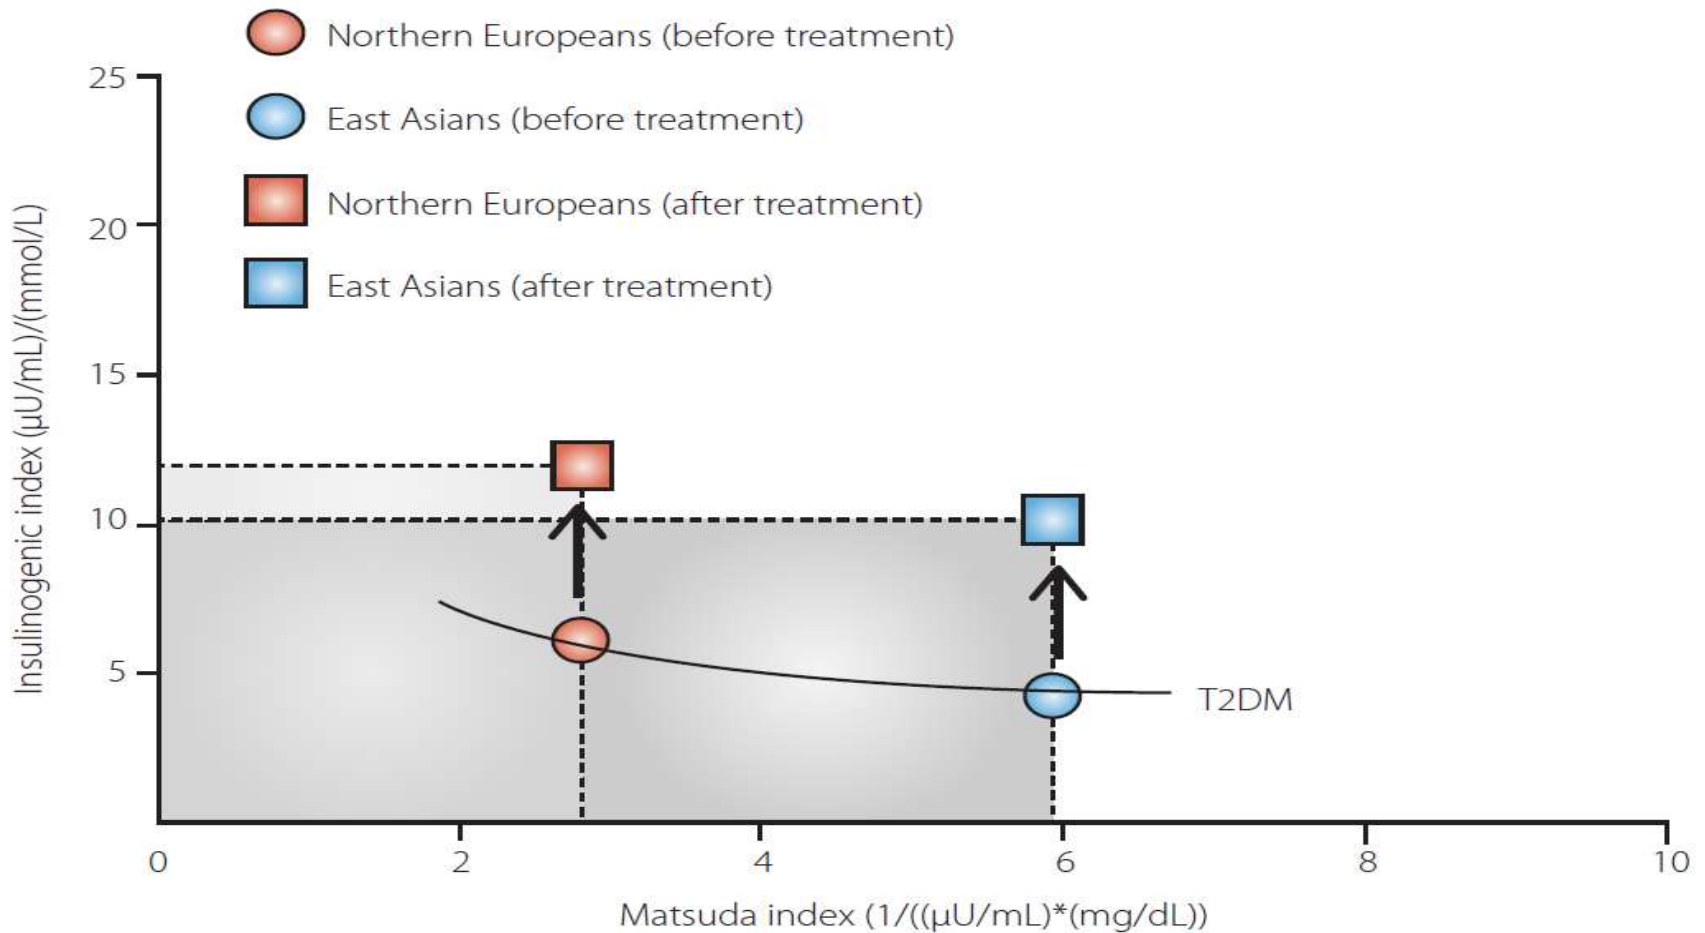 Northern Europeans (before treatment)
East Asians (before treatment)
Northern Europeans (after treatment)
East Asians (after treatment)
Insulinogenic index (µU/mL)/(mmol/L)
25
20
15
10
5
T2DM
0 2 4 6 8 10
Matsuda index (1/((µU/mL)*(mg/dL))